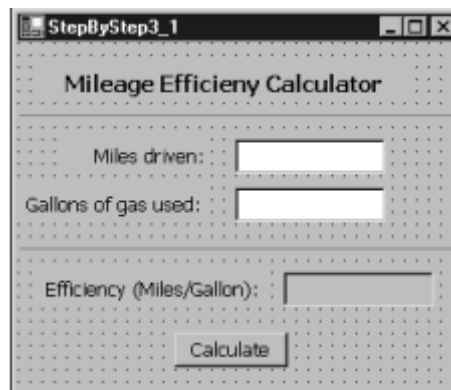 StepByStep3_1
Mileage Efficieny Calculator
Miles driven:
Gallons of gas used:
Efficiency (Miles/Gallon):
Calculate